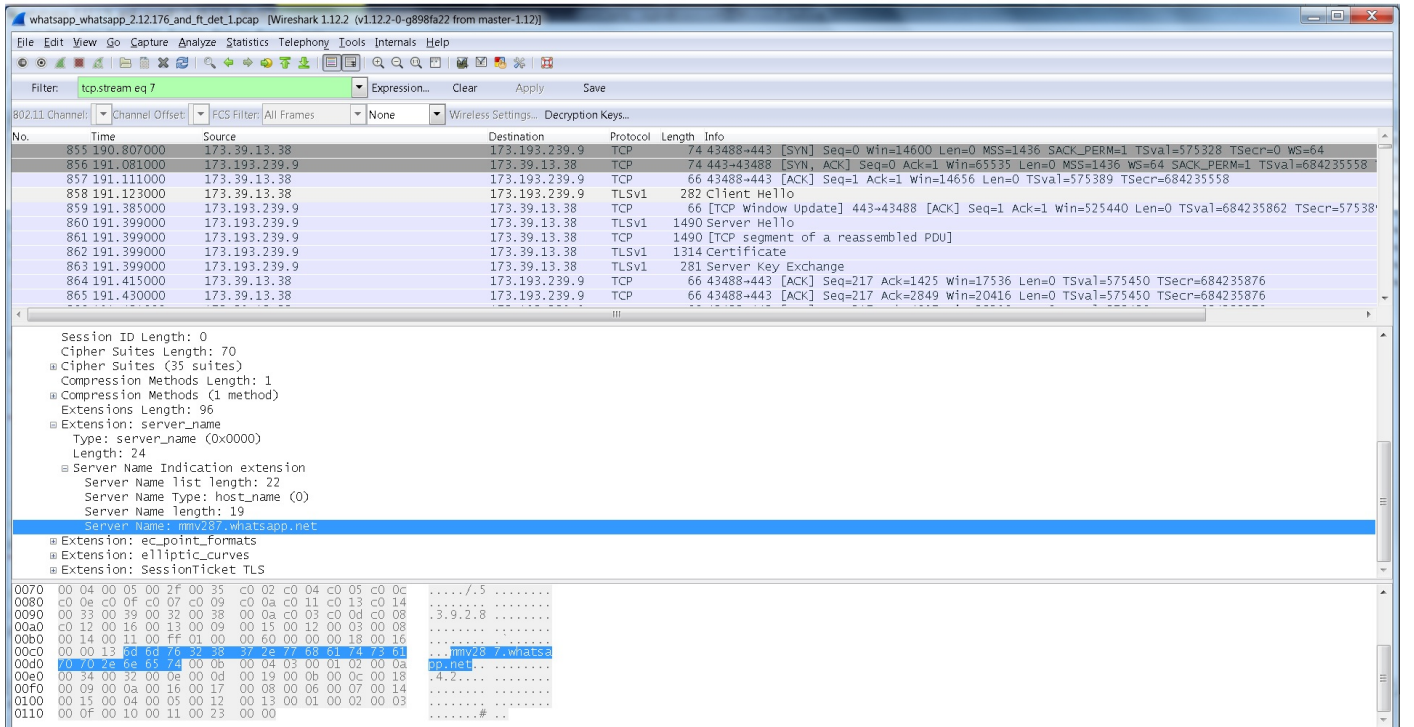 whatsapp_whatsapp_2.12.176_and_ft_det_1.pcap [Wireshark 1.12.2 (v1.12.2-0-g898fa22 from master-1.12)]
File Edit View Go Capture Analyze Statistics Telephony Tools Internals Help
Filter: tcp.stream eq 7 Expression... Clear Apply Save
802.11 Channel: Channel Offset: FCS Filter: All Frames None Wireless Settings... Decryption Keys...
No. Time Source Destination Protocol Length Info
855 190.807000 173.39.13.38 173.193.239.9 TCP 74 43488→443 [SYN] Seq=0 Win=14600 Len=0 MSS=1436 SACK_PERM=1 TSval=575328 TSecr=0 WS=64
856 191.081000 173.193.239.9 173.39.13.38 TCP 74 443→43488 [SYN, ACK] Seq=0 Ack=1 Win=65535 Len=0 MSS=1436 WS=64 SACK_PERM=1 TSval=684235558
857 191.111000 173.39.13.38 173.193.239.9 TCP 66 43488→443 [ACK] Seq=1 Ack=1 Win=14656 Len=0 TSval=575389 TSecr=684235558
858 191.123000 173.39.13.38 173.193.239.9 TLSv1 282 Client Hello
859 191.385000 173.193.239.9 173.39.13.38 TCP 66 [TCP Window Update] 443→43488 [ACK] Seq=1 Ack=1 Win=525440 Len=0 TSval=684235862 TSecr=57538
860 191.399000 173.193.239.9 173.39.13.38 TLSv1 1490 Server Hello
861 191.399000 173.193.239.9 173.39.13.38 TCP 1490 [TCP segment of a reassembled PDU]
862 191.399000 173.193.239.9 173.39.13.38 TLSv1 1314 Certificate
863 191.399000 173.193.239.9 173.39.13.38 TLSv1 281 Server Key Exchange
864 191.415000 173.39.13.38 173.193.239.9 TCP 66 43488→443 [ACK] Seq=217 Ack=1425 Win=17536 Len=0 TSval=575450 TSecr=684235876
865 191.430000 173.39.13.38 173.193.239.9 TCP 66 43488→443 [ACK] Seq=217 Ack=2849 Win=20416 Len=0 TSval=575450 TSecr=684235876
Session ID Length: 0
Cipher Suites Length: 70
Cipher Suites (35 suites)
Compression Methods Length: 1
Compression Methods (1 method)
Extensions Length: 96
Extension: server_name
Type: server_name (0x0000)
Length: 24
Server Name Indication extension
Server Name list length: 22
Server Name Type: host_name (0)
Server Name length: 19
Server Name: mmv287.whatsapp.net
Extension: ec_point_formats
Extension: elliptic_curves
Extension: SessionTicket TLS
0070 00 04 00 05 00 2f 00 35 c0 02 c0 04 c0 05 c0 0c ...../.5 ........
0080 c0 0e c0 0f c0 07 c0 09 c0 0a c0 11 c0 13 c0 14 ........ ........
0090 00 33 00 39 00 32 00 38 00 0a c0 03 c0 0d c0 08 .3.9.2.8 ........
00a0 c0 12 00 16 00 13 00 09 00 15 00 12 00 03 00 08 ........ ........
00b0 00 14 00 11 00 ff 01 00 00 60 00 00 00 18 00 16 ........ .`......
00c0 00 00 13 6d 6d 76 32 38 37 2e 77 68 61 74 73 61 ...mmv28 7.whatsa
00d0 70 70 2e 6e 65 74 00 0b 00 04 03 00 01 02 00 0a pp.net.. ........
00e0 00 34 00 32 00 0e 00 0d 00 19 00 0b 00 0c 00 18 .4.2.... ........
00f0 00 09 00 0a 00 16 00 17 00 08 00 06 00 07 00 14 ........ ........
0100 00 15 00 04 00 05 00 12 00 13 00 01 00 02 00 03 ........ ........
0110 00 0f 00 10 00 11 00 23 00 00 .......# ..